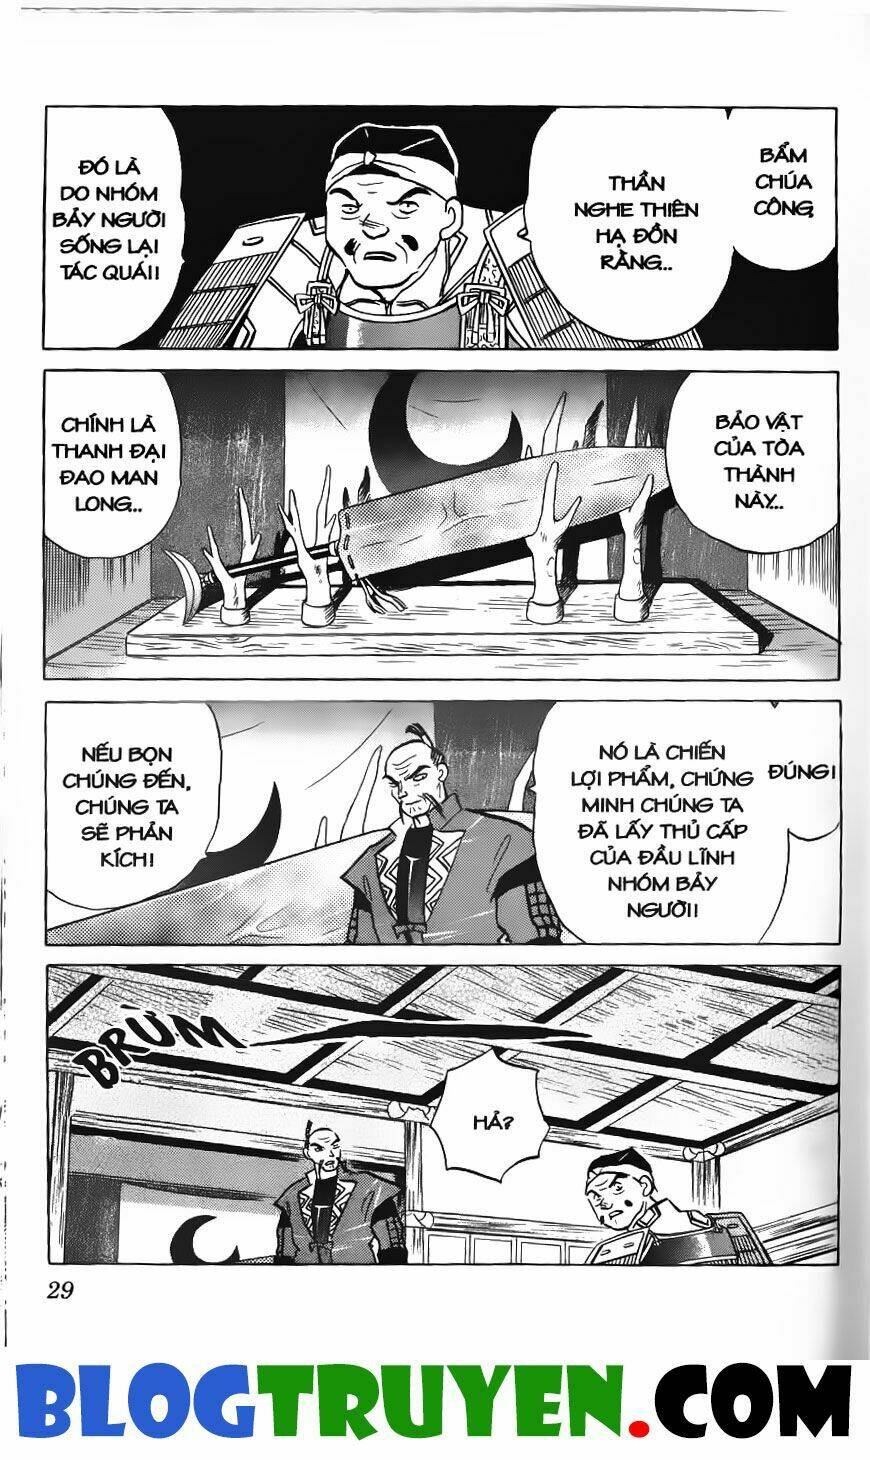 BẨM
CHÚA
CÔNG,
THẦN
NGHE THIÊN
HẠ ĐỒN
RẰNG...
ĐÓ LÀ
DO NHÓM
BẢY NGƯỜI
SỐNG LẠI
TÁC QUÁI!
BẢO VẬT
CỦA TÒA
THÀNH
NÀY...
CHÍNH LÀ
THANH ĐẠI
ĐAO MAN
LONG...
ĐÚNG!
NÓ LÀ CHIẾN
LỢI PHẨM, CHỨNG
MINH CHÚNG TA
ĐÃ LẤY THỦ CẤP
CỦA ĐẦU LĨNH
NHÓM BẢY
NGƯỜI!
NẾU BỌN
CHÚNG ĐẾN,
CHÚNG TA
SẼ PHẢN
KÍCH!
BRỪM
HẢ?
29
BLOGTRUYEN.COM